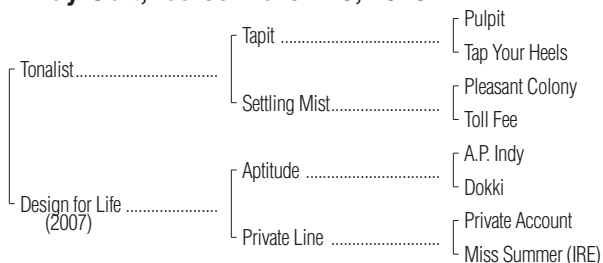 Pulpit
Tapit
Tap Your Heels
Tonalist
Pleasant Colony
Settling Mist
Toll Fee
A.P. Indy
Aptitude
Dokki
Design for Life
(2007)
Private Account
Private Line
Miss Summer (IRE)